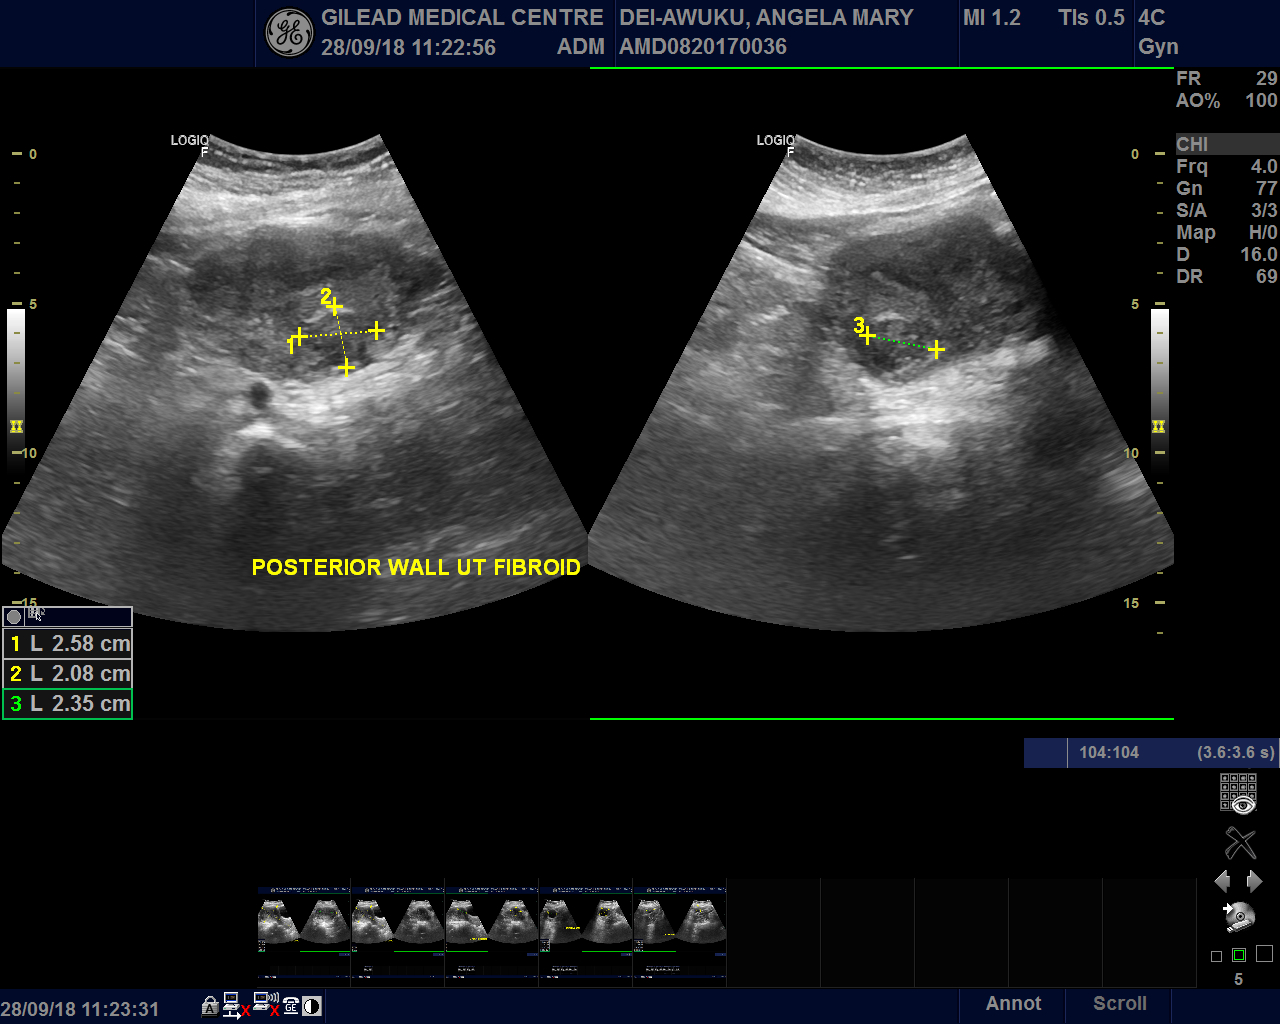 GILEAD MEDICAL CENTRE
28/09/18 11:22:56 ADM
DEI-AWUKU, ANGELA MARY
AMD0820170036
MI 1.2 TIs 0.5
4C
Gyn
FR 29
AO% 100
CHI
Frq 4.0
Gn 77
S/A 3/3
Map H/0
D 16.0
DR 69
LOGIQ
F
LOGIQ
F
0
5
10
15
0
5
10
15
1
2
3
POSTERIOR WALL UT FIBROID
1 L 2.58 cm
2 L 2.08 cm
3 L 2.35 cm
104:104 (3.6:3.6 s)
5
28/09/18 11:23:31
Annot
Scroll